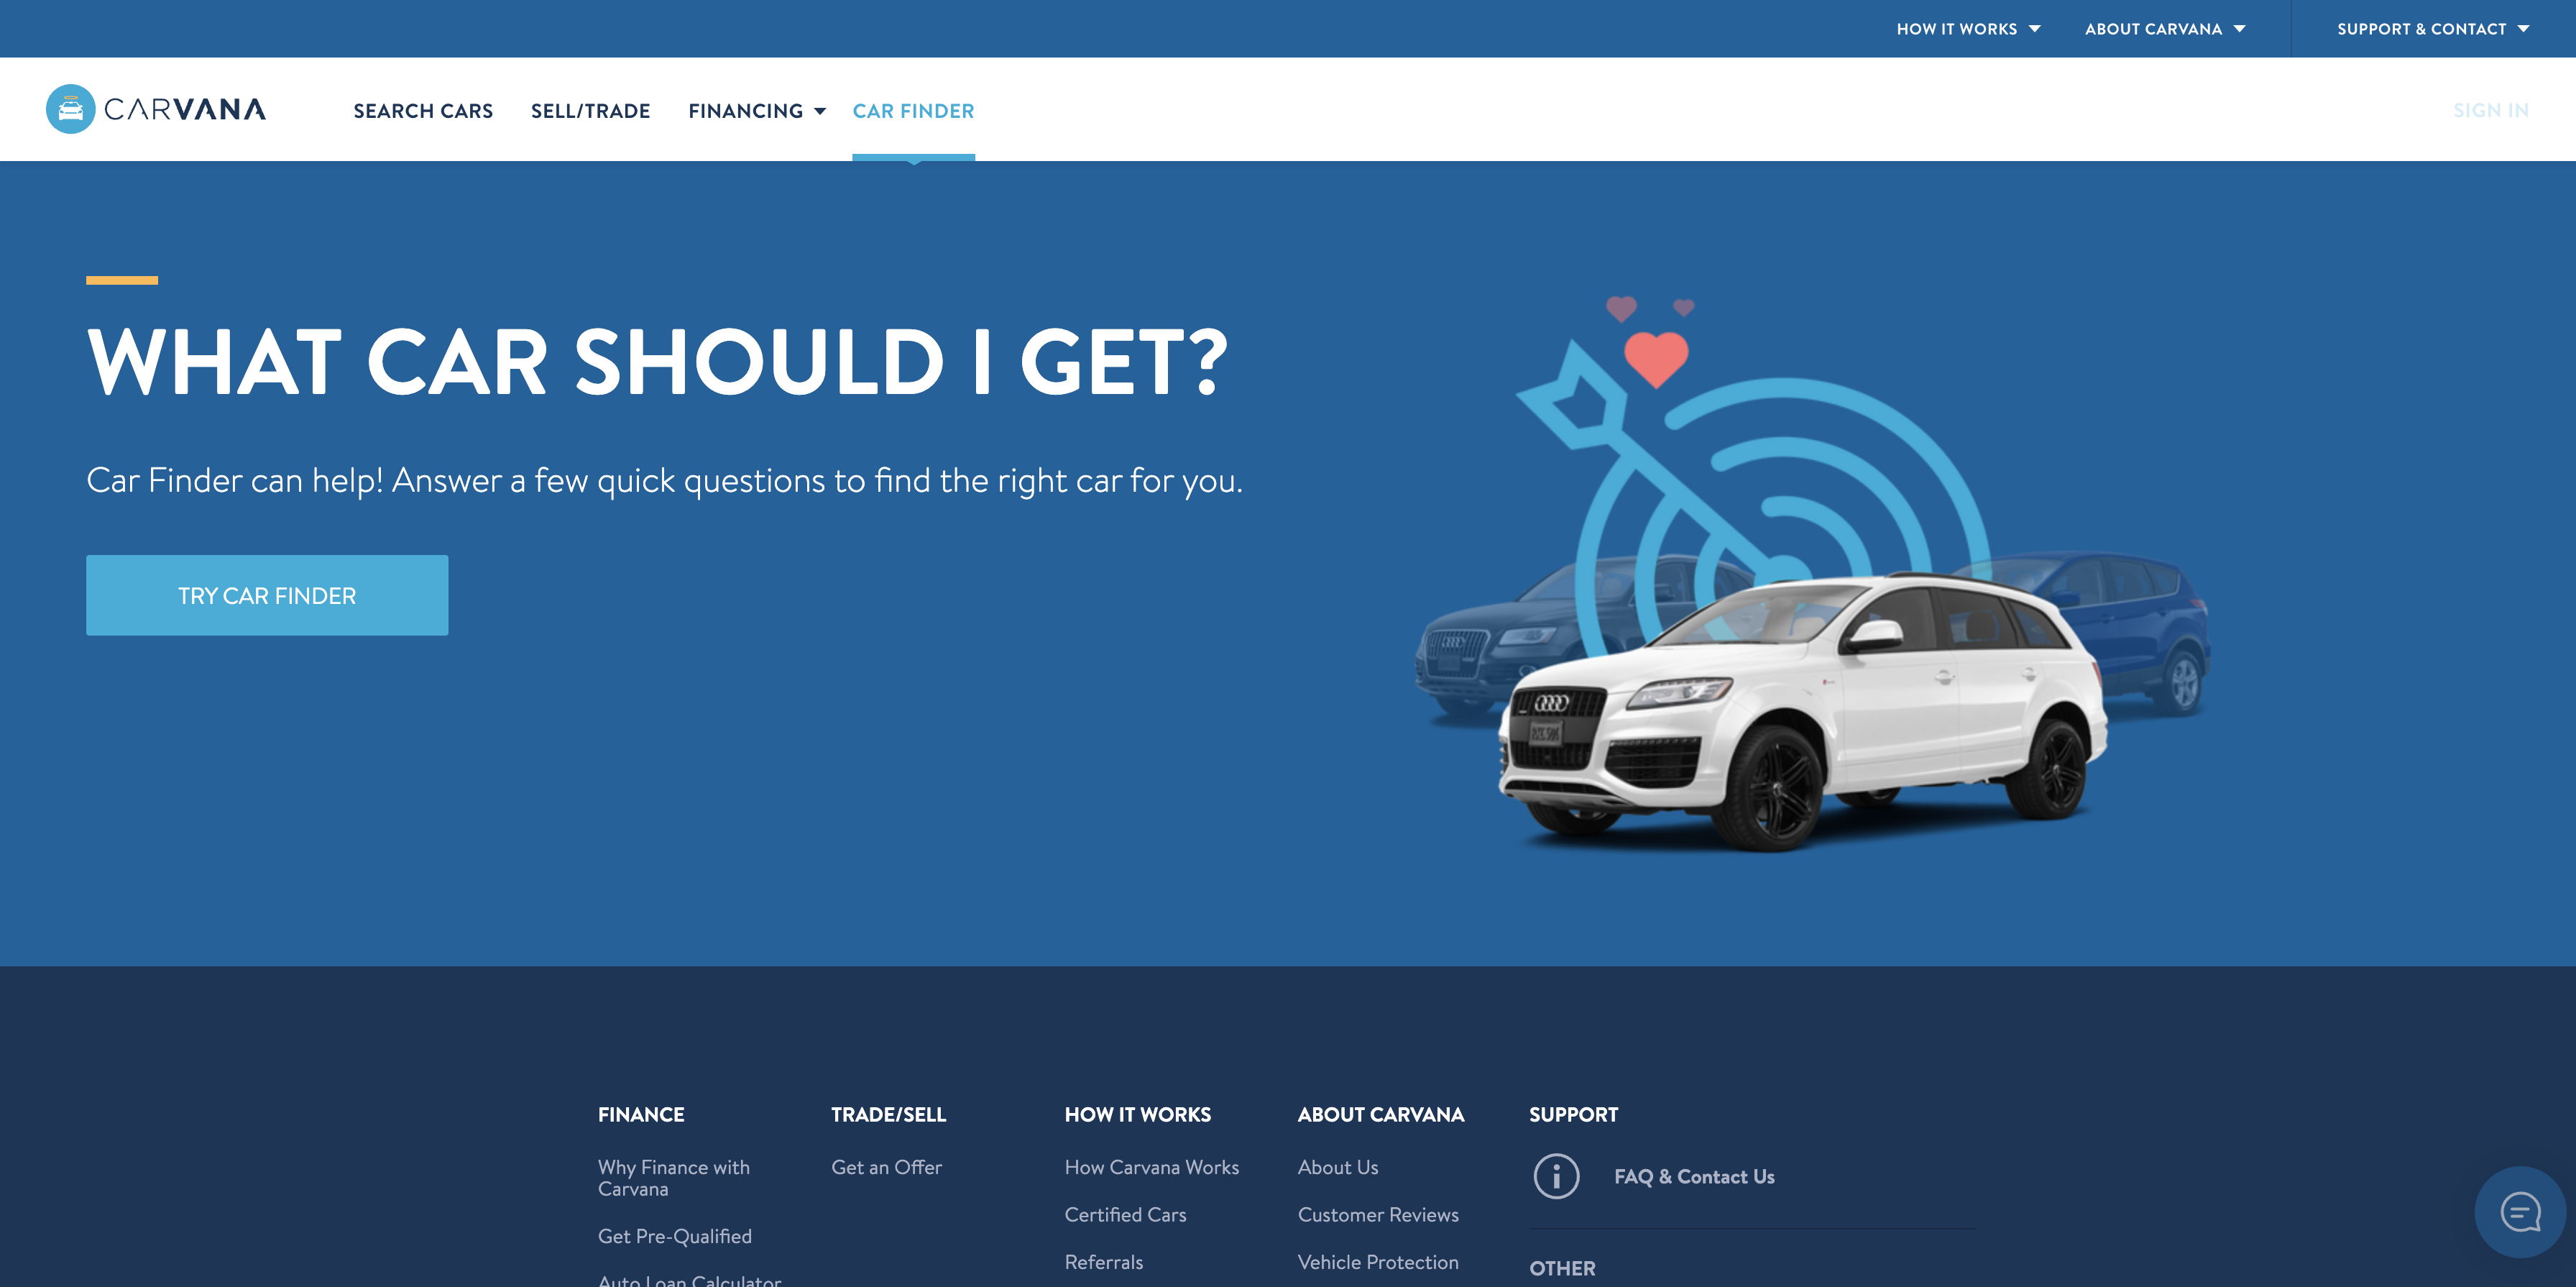 HOW IT WORKS
ABOUT CARVANA
SUPPORT & CONTACT
CARVANA
SEARCH CARS
SELL/TRADE
FINANCING
CAR FINDER
SIGN IN
WHAT CAR SHOULD I GET?
Car Finder can help! Answer a few quick questions to find the right car for you.
TRY CAR FINDER
FINANCE
Why Finance with
Carvana
Get Pre-Qualified
Auto Loan Calculator
TRADE/SELL
Get an Offer
HOW IT WORKS
How Carvana Works
Certified Cars
Referrals
ABOUT CARVANA
About Us
Customer Reviews
Vehicle Protection
SUPPORT
FAQ & Contact Us
OTHER